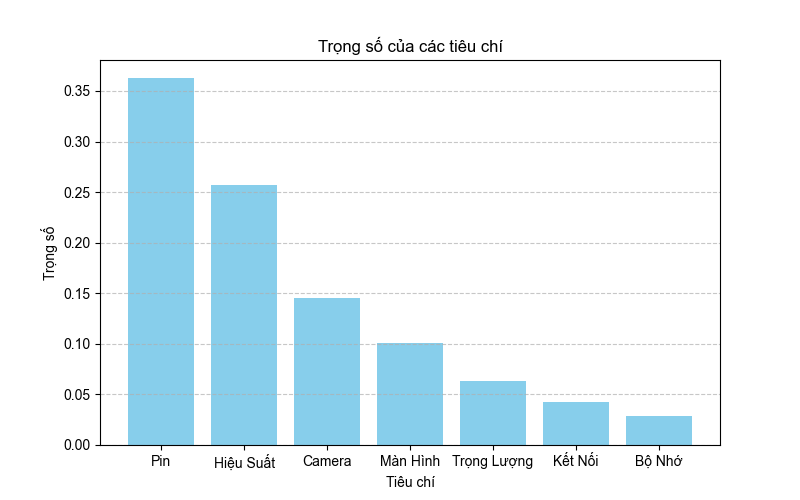 Trọng số của các tiêu chí
Trọng số
0.35
0.30
0.25
0.20
0.15
0.10
0.05
0.00
Pin Hiệu Suất Camera Màn Hình Trọng Lượng Kết Nối Bộ Nhớ
Tiêu chí